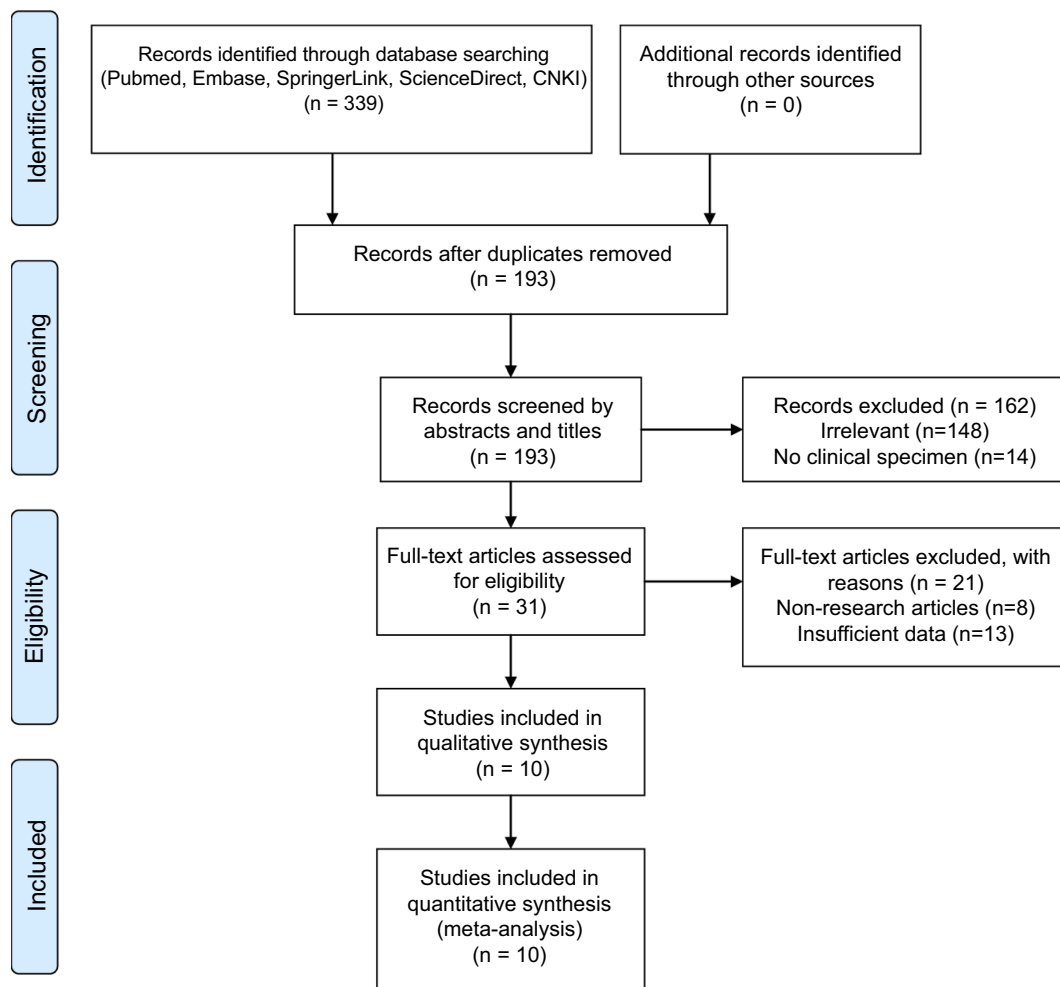 Identification
Records identified through database searching
(Pubmed, Embase, SpringerLink, ScienceDirect, CNKI)
(n = 339)
Additional records identified
through other sources
(n = 0)
Records after duplicates removed
(n = 193)
Screening
Records screened by
abstracts and titles
(n = 193)
Records excluded (n = 162)
Irrelevant (n=148)
No clinical specimen (n=14)
Eligibility
Full-text articles assessed
for eligibility
(n = 31)
Full-text articles excluded, with
reasons (n = 21)
Non-research articles (n=8)
Insufficient data (n=13)
Studies included in
qualitative synthesis
(n = 10)
Included
Studies included in
quantitative synthesis
(meta-analysis)
(n = 10)